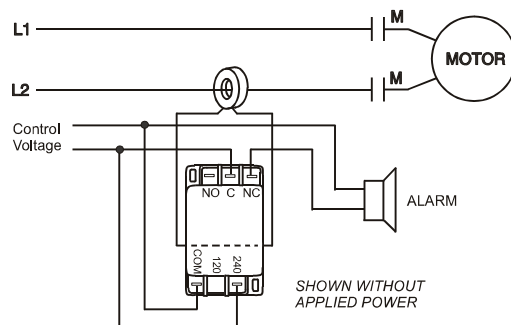 L1
M
MOTOR
L2
M
Control
Voltage
NO C NC
ALARM
COM 120 240
SHOWN WITHOUT
APPLIED POWER